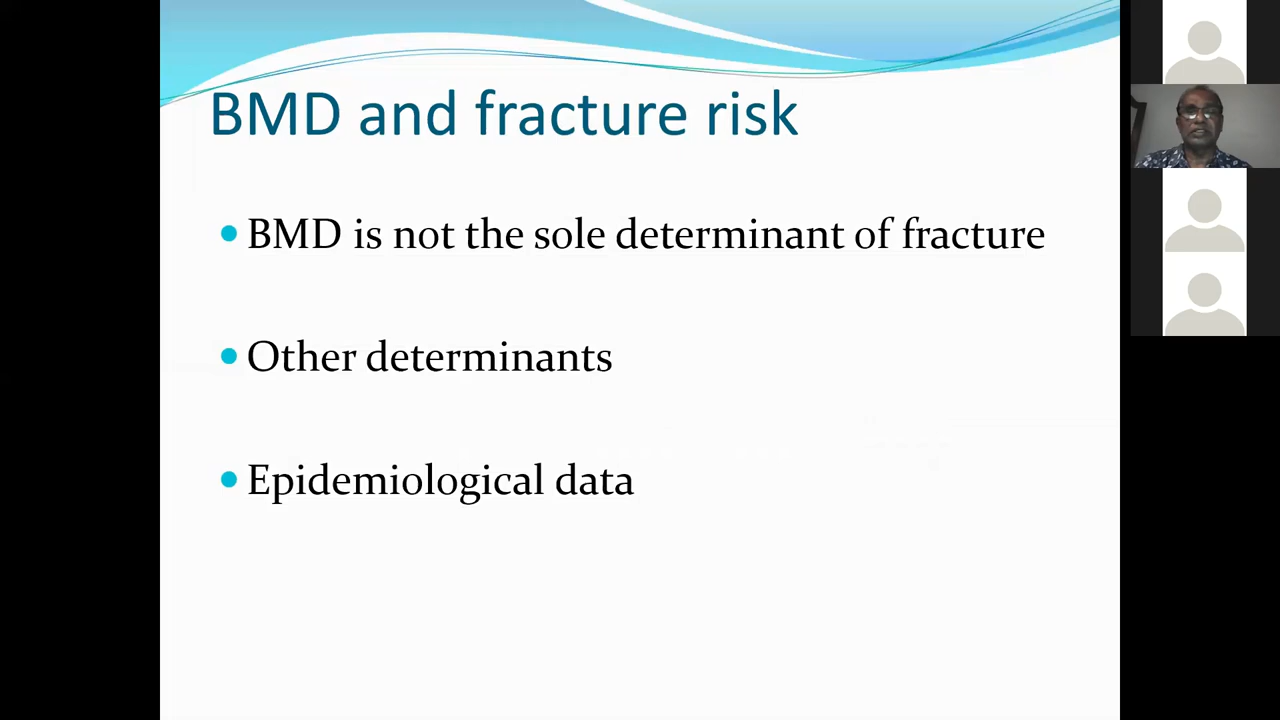 BMD and fracture risk
BMD is not the sole determinant of fracture
Other determinants
Epidemiological data